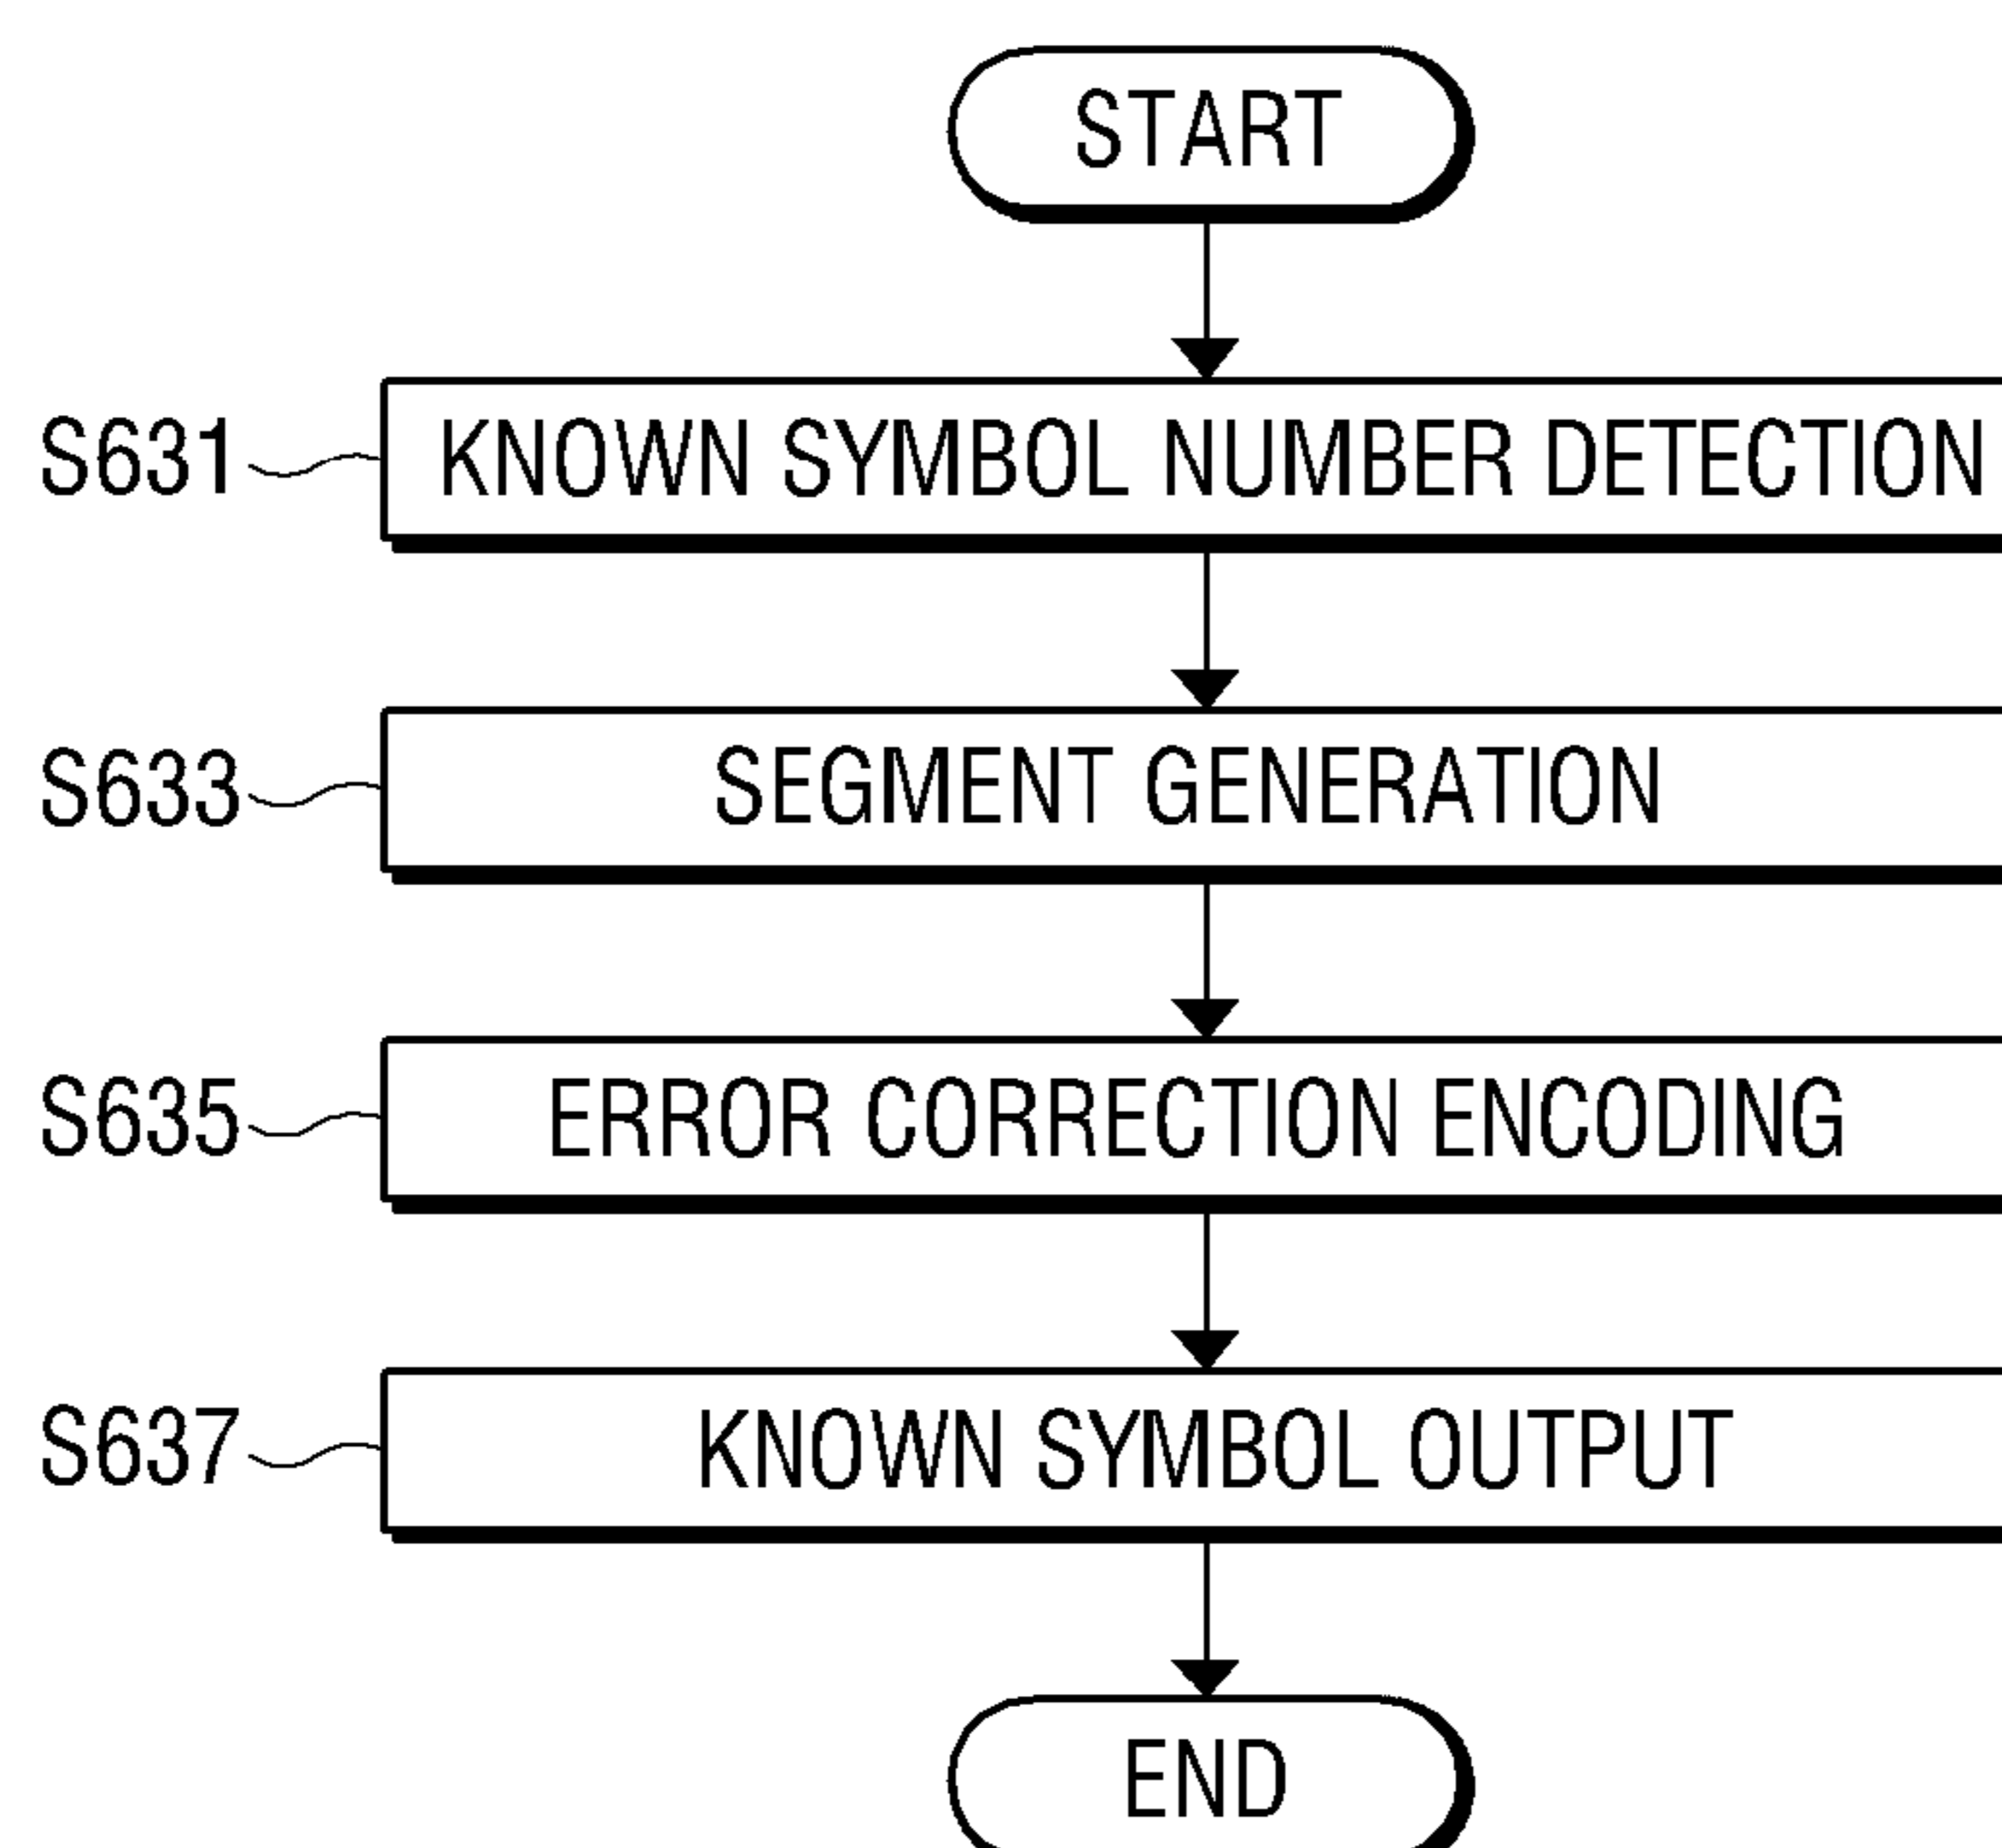 START
S631 KNOWN SYMBOL NUMBER DETECTION
S633 SEGMENT GENERATION
S635 ERROR CORRECTION ENCODING
S637 KNOWN SYMBOL OUTPUT
END